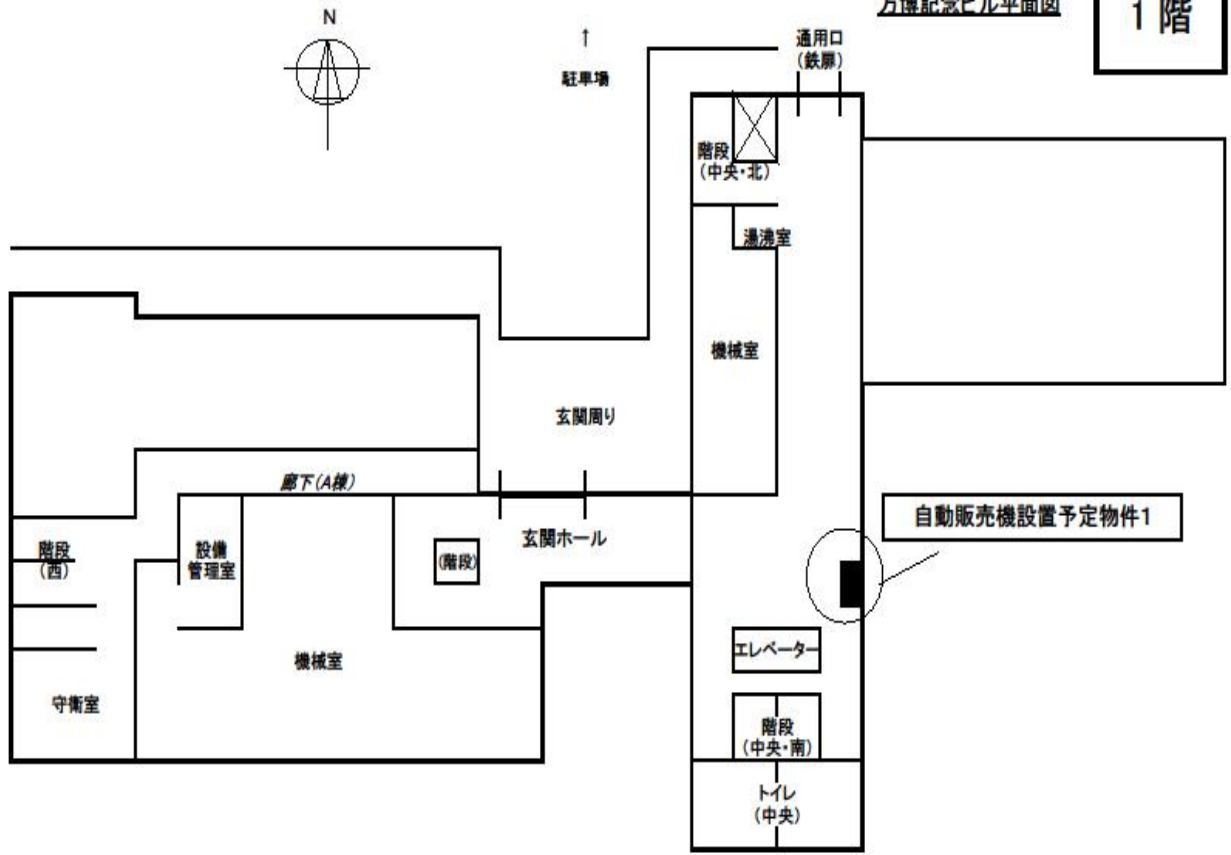 万博記念ビル平面図
1階
N
↑
駐車場
通用口
(鉄扉)
階段
(中央・北)
湯沸室
機械室
玄関周り
廊下(A棟)
自動販売機設置予定物件1
玄関ホール
階段
(西)
設備
管理室
(階段)
エレベーター
機械室
守衛室
階段
(中央・南)
トイレ
(中央)